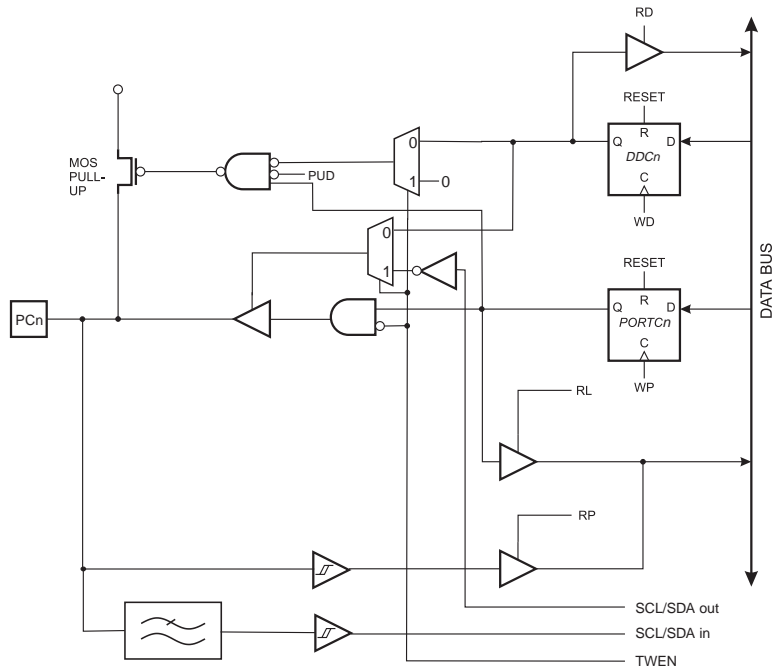 RD
RESET
R
Q
DDCn
D
C
WD
MOS
PULL-
UP
0
1
0
PUD
0
1
RESET
R
Q
PORTCn
D
C
WP
PCn
DATA BUS
RL
RP
SCL/SDA out
SCL/SDA in
TWEN